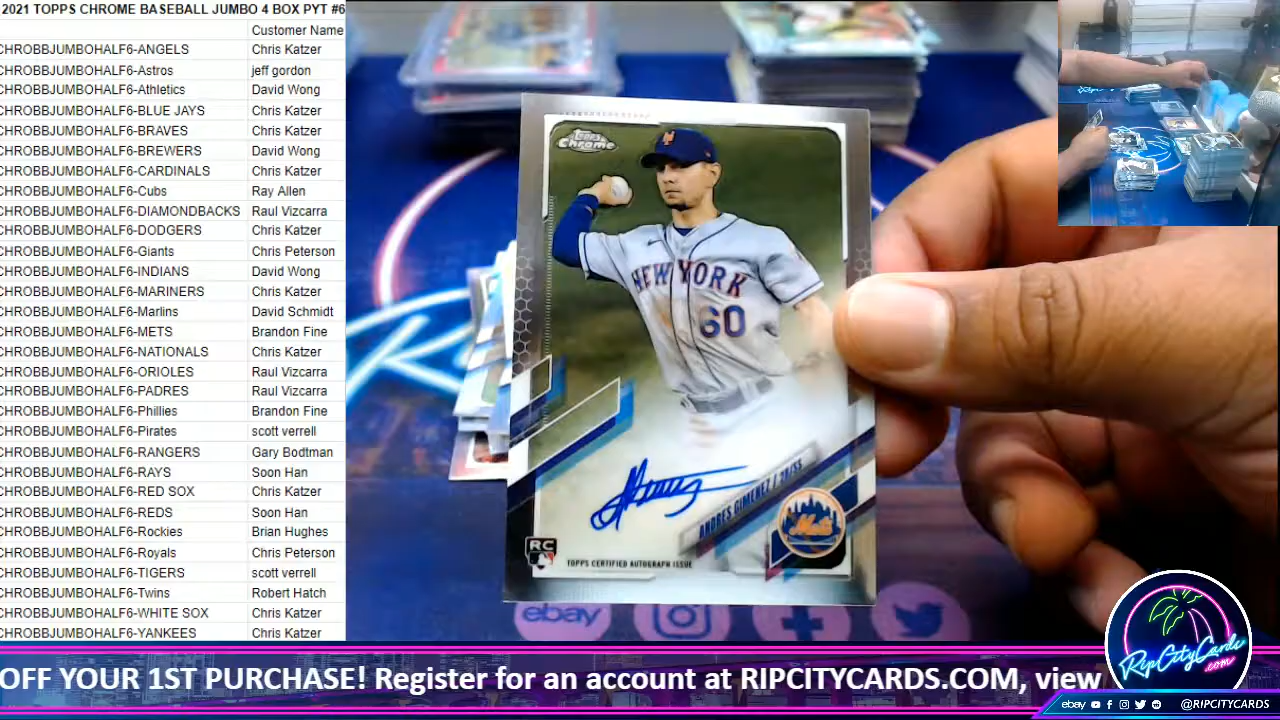 2021 TOPPS CHROME BASEBALL JUMBO 4 BOX PYT #6
Customer Name
CHROBBJUMBOHALF6-ANGELS Chris Katzer
CHROBBJUMBOHALF6-Astros jeff gordon
CHROBBJUMBOHALF6-Athletics David Wong
CHROBBJUMBOHALF6-BLUE JAYS Chris Katzer
CHROBBJUMBOHALF6-BRAVES Chris Katzer
CHROBBJUMBOHALF6-BREWERS David Wong
CHROBBJUMBOHALF6-CARDINALS Chris Katzer
CHROBBJUMBOHALF6-Cubs Ray Allen
CHROBBJUMBOHALF6-DIAMONDBACKS Raul Vizcarra
CHROBBJUMBOHALF6-DODGERS Chris Katzer
CHROBBJUMBOHALF6-Giants Chris Peterson
CHROBBJUMBOHALF6-INDIANS David Wong
CHROBBJUMBOHALF6-MARINERS Chris Katzer
CHROBBJUMBOHALF6-Marlins David Schmidt
CHROBBJUMBOHALF6-METS Brandon Fine
CHROBBJUMBOHALF6-NATIONALS Chris Katzer
CHROBBJUMBOHALF6-ORIOLES Raul Vizcarra
CHROBBJUMBOHALF6-PADRES Raul Vizcarra
CHROBBJUMBOHALF6-Phillies Brandon Fine
CHROBBJUMBOHALF6-Pirates scott verrell
CHROBBJUMBOHALF6-RANGERS Gary Bodtman
CHROBBJUMBOHALF6-RAYS Soon Han
CHROBBJUMBOHALF6-RED SOX Chris Katzer
CHROBBJUMBOHALF6-REDS Soon Han
CHROBBJUMBOHALF6-Rockies Brian Hughes
CHROBBJUMBOHALF6-Royals Chris Peterson
CHROBBJUMBOHALF6-TIGERS scott verrell
CHROBBJUMBOHALF6-Twins Robert Hatch
CHROBBJUMBOHALF6-WHITE SOX Chris Katzer
CHROBBJUMBOHALF6-YANKEES Chris Katzer
Topps Chrome
NEW YORK
60
ANDRES GIMENEZ | 2B/SS
Mets
RC
TOPPS CERTIFIED AUTOGRAPH ISSUE
ebay
OFF YOUR 1ST PURCHASE! Register for an account at RIPCITYCARDS.COM, view
RipCityCards
.com
ebay @RIPCITYCARDS